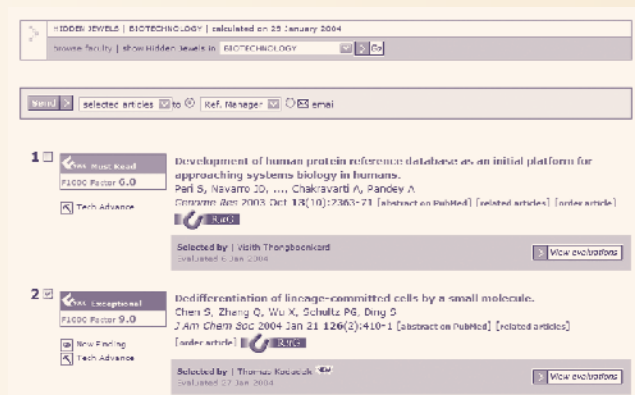 HIDDEN JEWELS | BIOTECHNOLOGY | calculated on 29 January 2004
browse faculty | show Hidden Jewels in BIOTECHNOLOGY Go
Send selected articles to Ref. Manager email
1 Must Read
F1000 Factor 6.0
Tech Advance
Development of human protein reference database as an initial platform for
approaching systems biology in humans.
Peri S, Navarro JD, ..., Chakravarti A, Pandey A
Genome Res 2003 Oct 13(10):2363-71 [abstract on PubMed] [related articles] [order article]
Selected by | Visith Thongboonkerd
Evaluated 6 Jan 2004
View evaluations
2 Exceptional
F1000 Factor 9.0
New Finding
Tech Advance
Dedifferentiation of lineage-committed cells by a small molecule.
Chen S, Zhang Q, Wu X, Schultz PG, Ding S
J Am Chem Soc 2004 Jan 21 126(2):410-1 [abstract on PubMed] [related articles]
[order article]
Selected by | Thomas Kodadek
Evaluated 27 Jan 2004
View evaluations